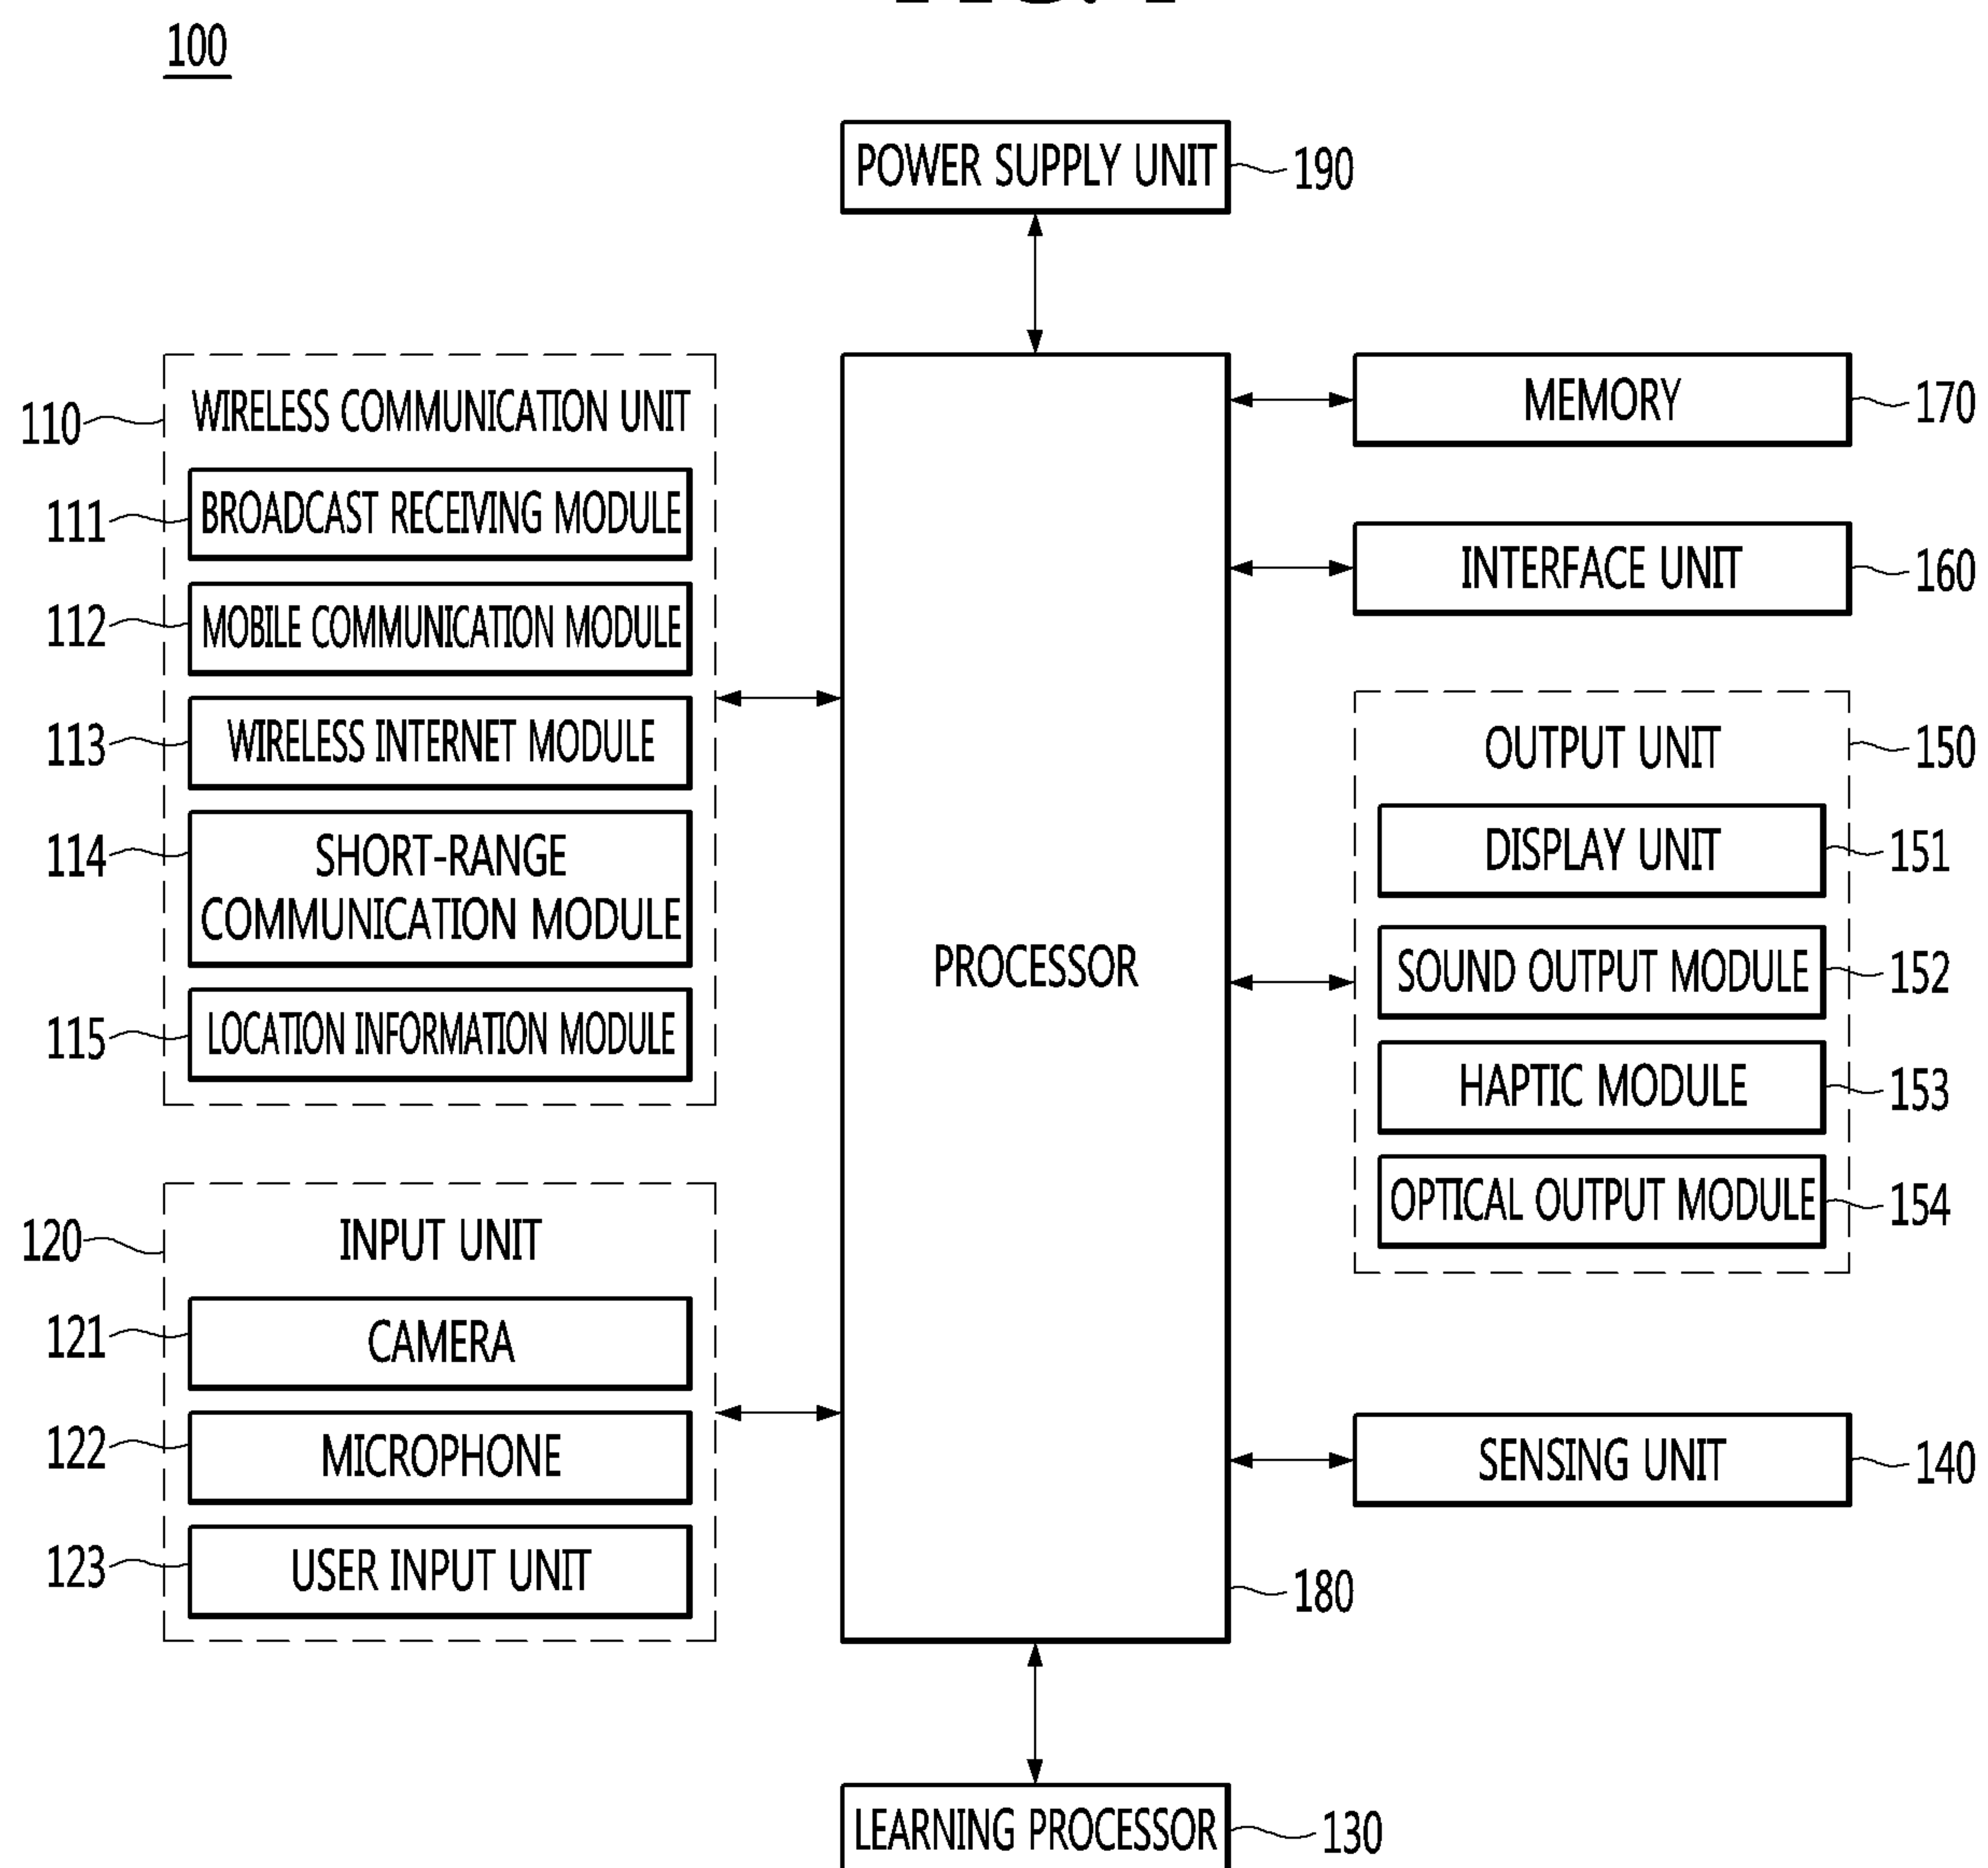 100
POWER SUPPLY UNIT 190
110 WIRELESS COMMUNICATION UNIT
111 BROADCAST RECEIVING MODULE
112 MOBILE COMMUNICATION MODULE
113 WIRELESS INTERNET MODULE
114 SHORT-RANGE
COMMUNICATION MODULE
115 LOCATION INFORMATION MODULE
120 INPUT UNIT
121 CAMERA
122 MICROPHONE
123 USER INPUT UNIT
PROCESSOR
180
MEMORY 170
INTERFACE UNIT 160
OUTPUT UNIT 150
DISPLAY UNIT 151
SOUND OUTPUT MODULE 152
HAPTIC MODULE 153
OPTICAL OUTPUT MODULE 154
SENSING UNIT 140
LEARNING PROCESSOR 130